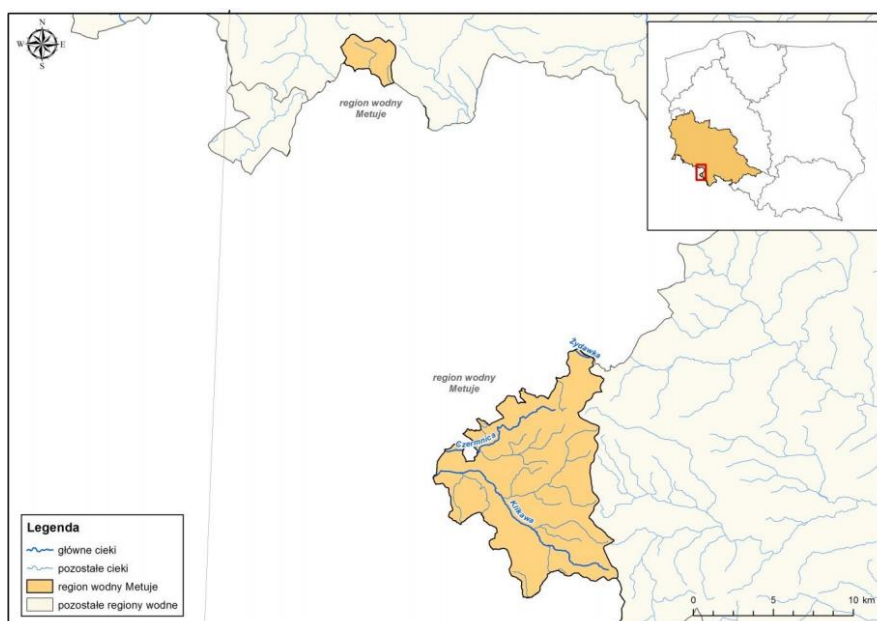 N
W E
S
region wodny
Metuje
Żydawka
region wodny
Metuje
Czermnica
Klikawa
Legenda
główne cieki
pozostałe cieki
region wodny Metuje
pozostałe regiony wodne
0 5 10 km